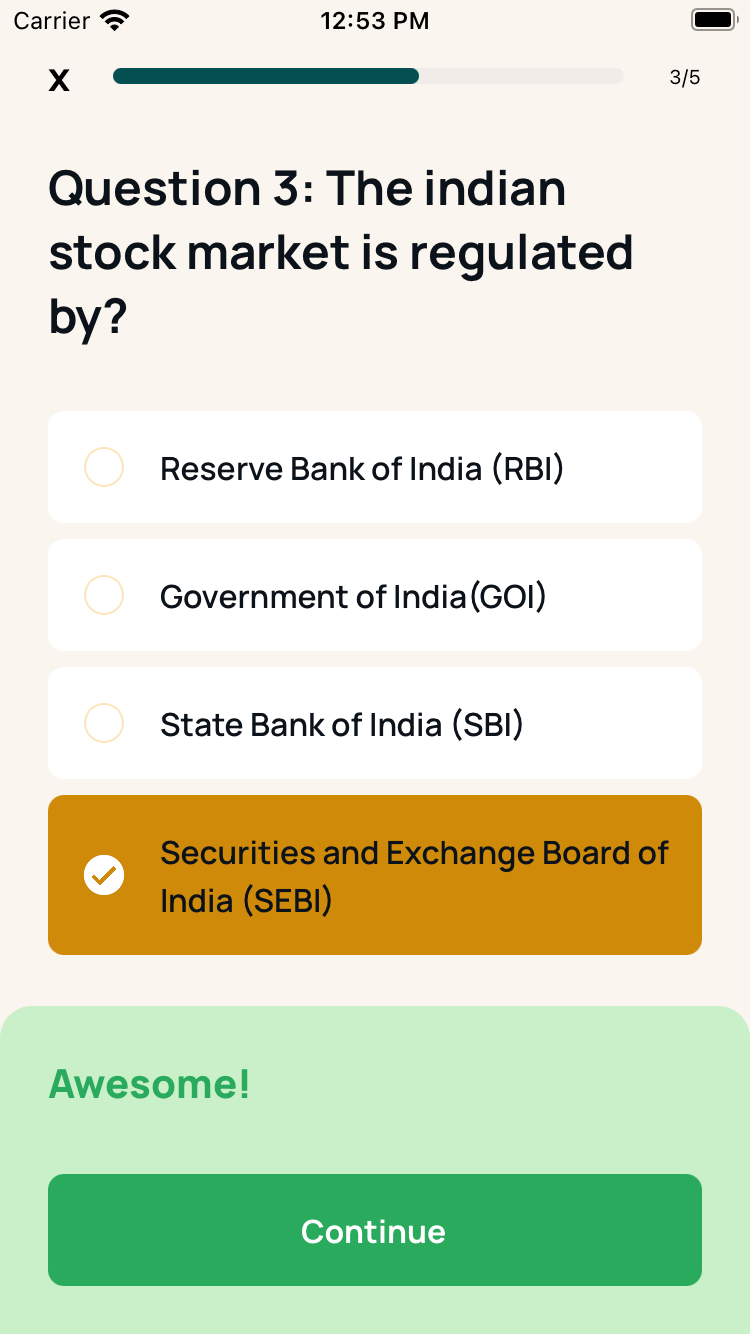 Carrier 12:53 PM
X 3/5
Question 3: The indian
stock market is regulated
by?
Reserve Bank of India (RBI)
Government of India(GOI)
State Bank of India (SBI)
Securities and Exchange Board of
India (SEBI)
Awesome!
Continue